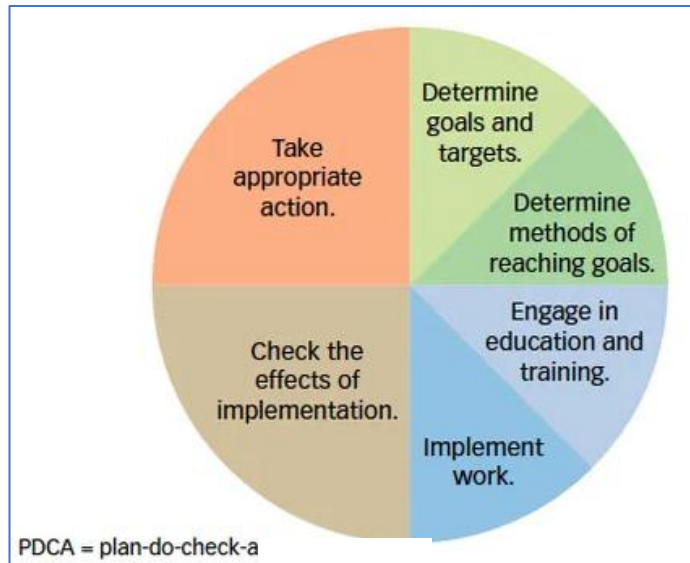 Determine
goals and
targets.
Determine
methods of
reaching goals.
Engage in
education and
training.
Implement
work.
Check the
effects of
implementation.
Take
appropriate
action.
PDCA = plan-do-check-a